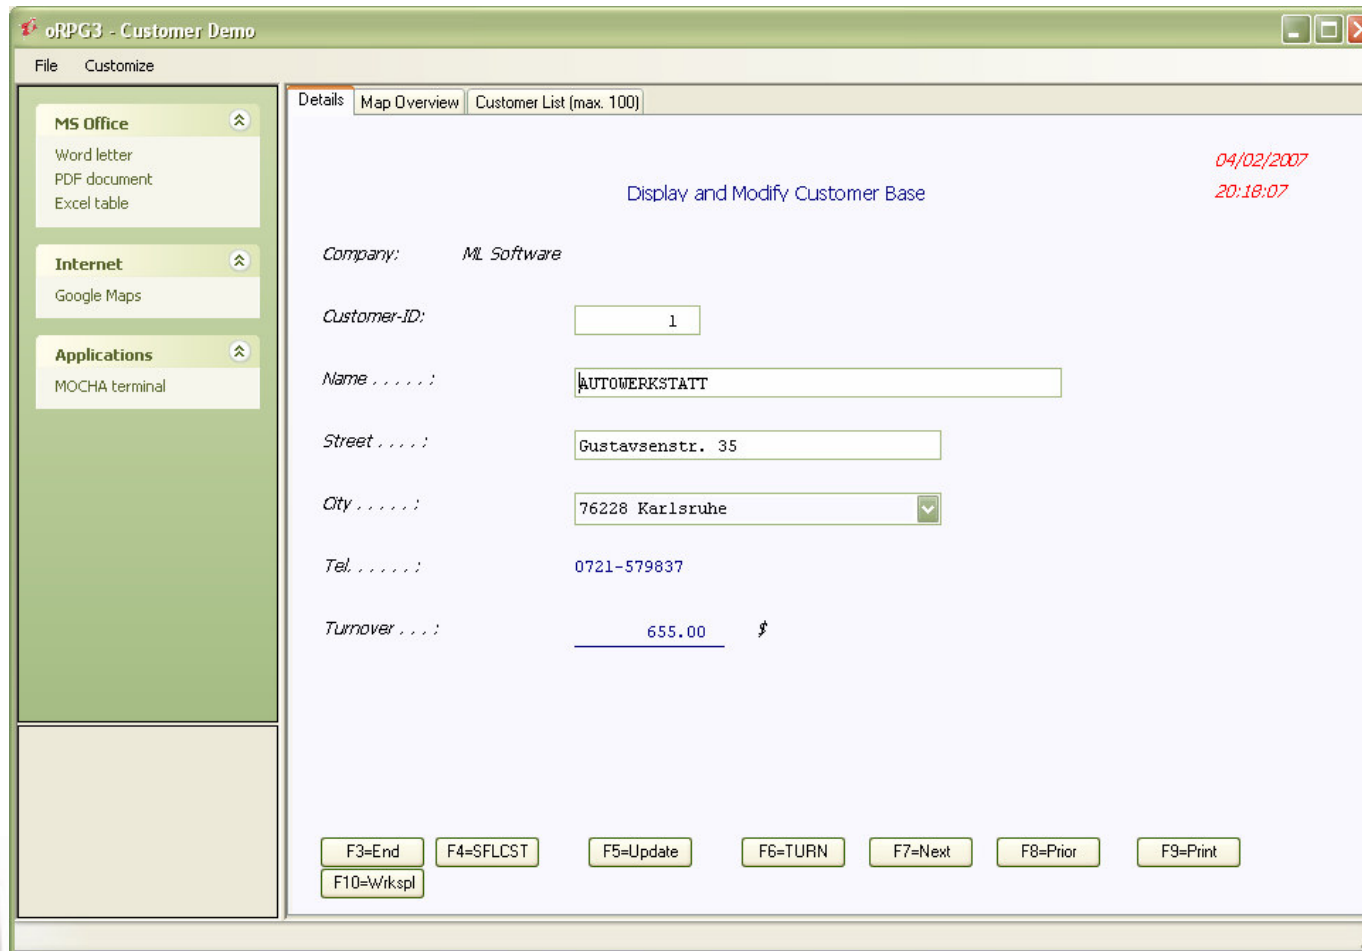 oRPG3 - Customer Demo
File Customize
MS Office
Word letter
PDF document
Excel table
Internet
Google Maps
Applications
MOCHA terminal
Details Map Overview Customer List (max. 100)
04/02/2007
Display and Modify Customer Base 20:18:07
Company: ML Software
Customer-ID: 1
Name . . . . . : AUTOWERKSTATT
Street . . . . : Gustavsenstr. 35
City . . . . . : 76228 Karlsruhe
Tel. . . . . . : 0721-579837
Turnover . . . : 655.00 $
F3=End F4=SFLCST F5=Update F6=TURN F7=Next F8=Prior F9=Print
F10=Wrkspl